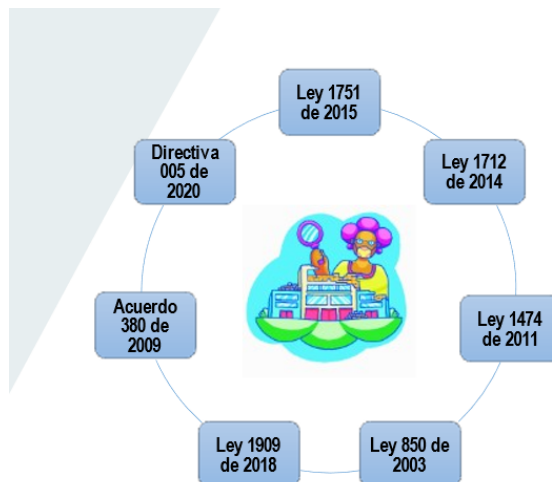 Ley 1751
de 2015
Ley 1712
de 2014
Ley 1474
de 2011
Ley 850 de
2003
Ley 1909
de 2018
Acuerdo
380 de
2009
Directiva
005 de
2020